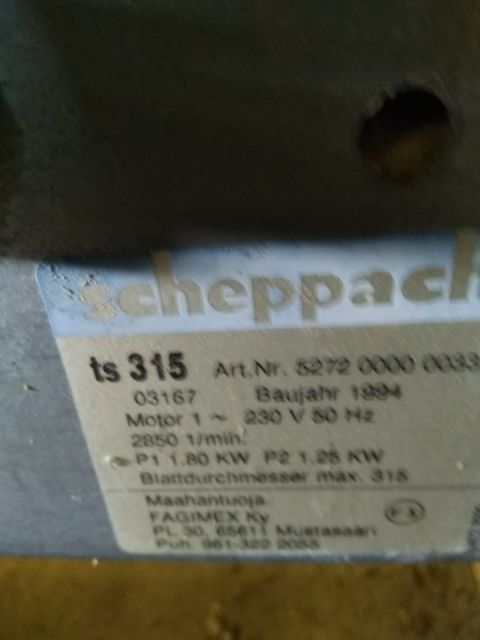 scheppach
ts 315 Art.Nr. 5272 0000 0033
03167 Baujahr 1994
Motor 1 ~ 230 V 50 Hz
2850 1/min.
P1 1.80 KW P2 1.25 KW
Blattdurchmesser max. 315
Maahantuoja
FAGIMEX Ky
PL 30, 65611 Mustasaari
Puh. 961-322 2055